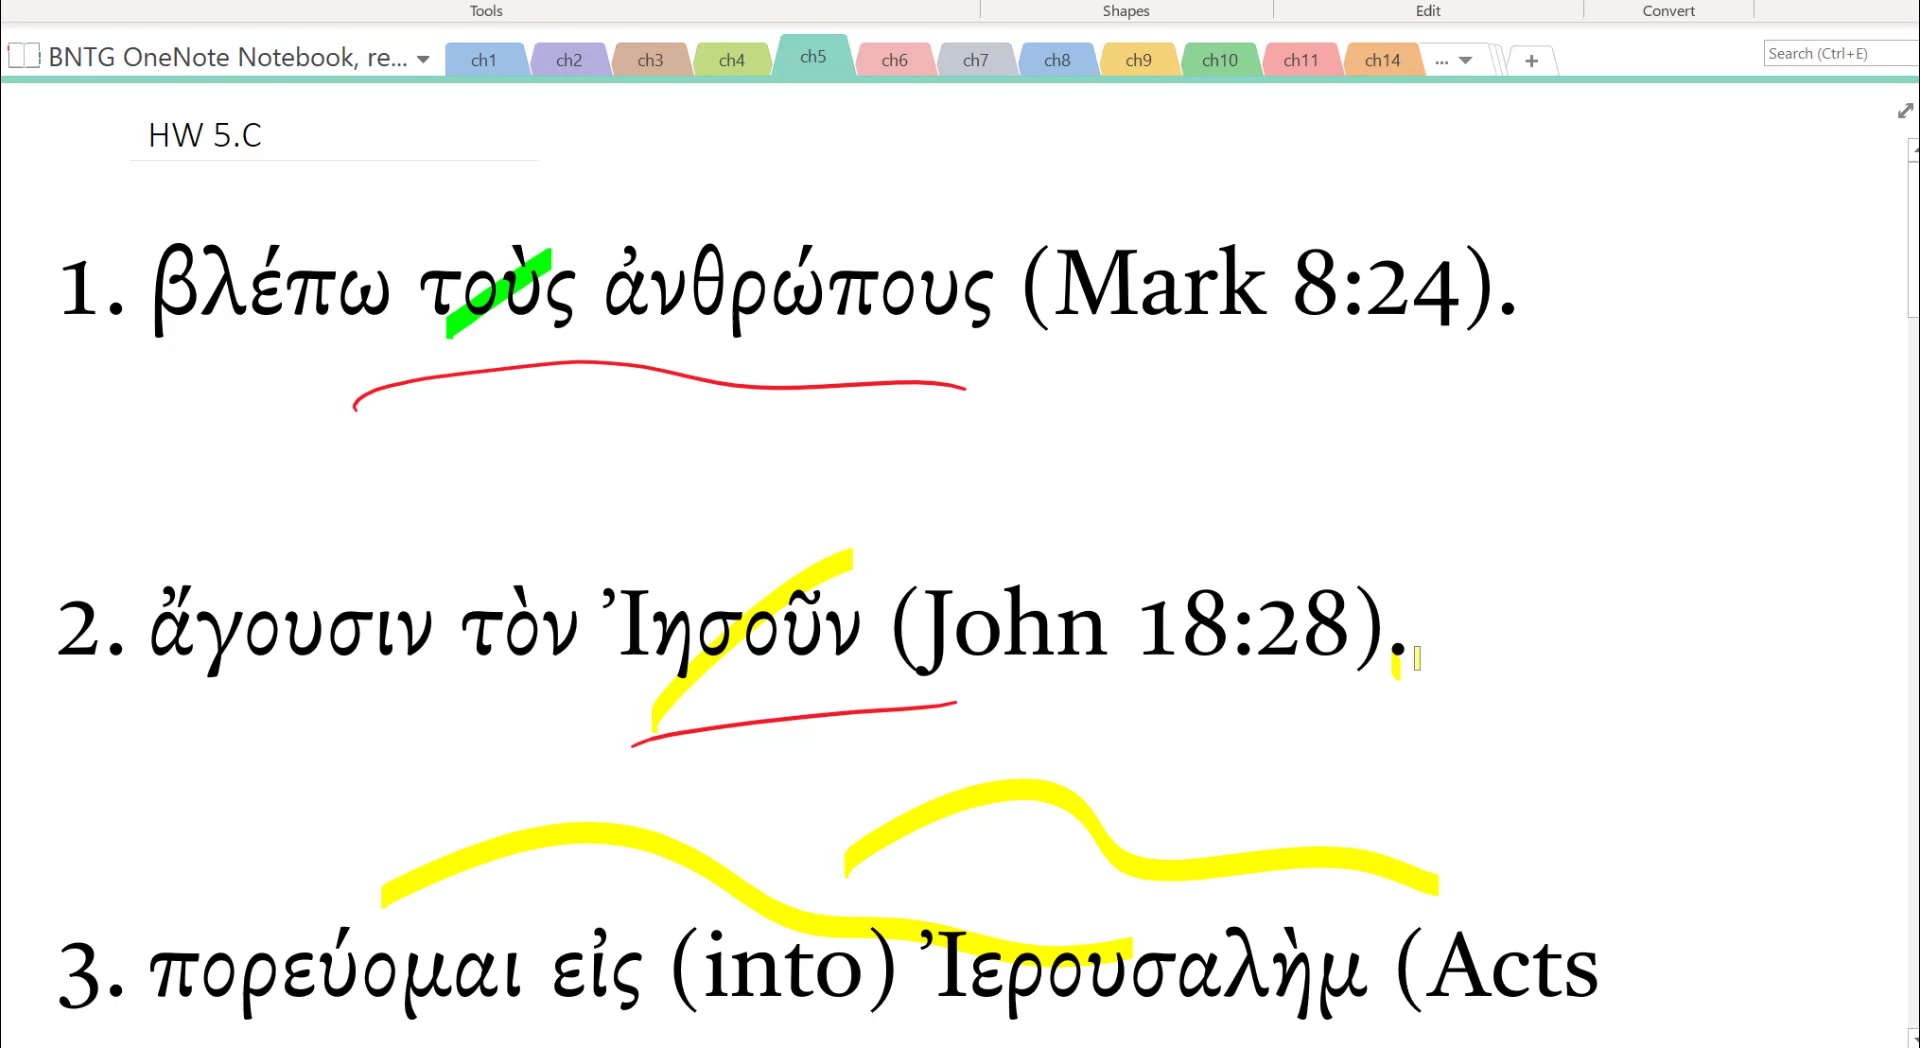 Tools Shapes Edit Convert
BNTG OneNote Notebook, re... ch1 ch2 ch3 ch4 ch5 ch6 ch7 ch8 ch9 ch10 ch11 ch14 ... + Search (Ctrl+E)
HW 5.C
1. βλέπω τοὺς ἀνθρώπους (Mark 8:24).
2. ἄγουσιν τὸν Ἰησοῦν (John 18:28).
3. πορεύομαι εἰς (into) Ἰερουσαλὴμ (Acts